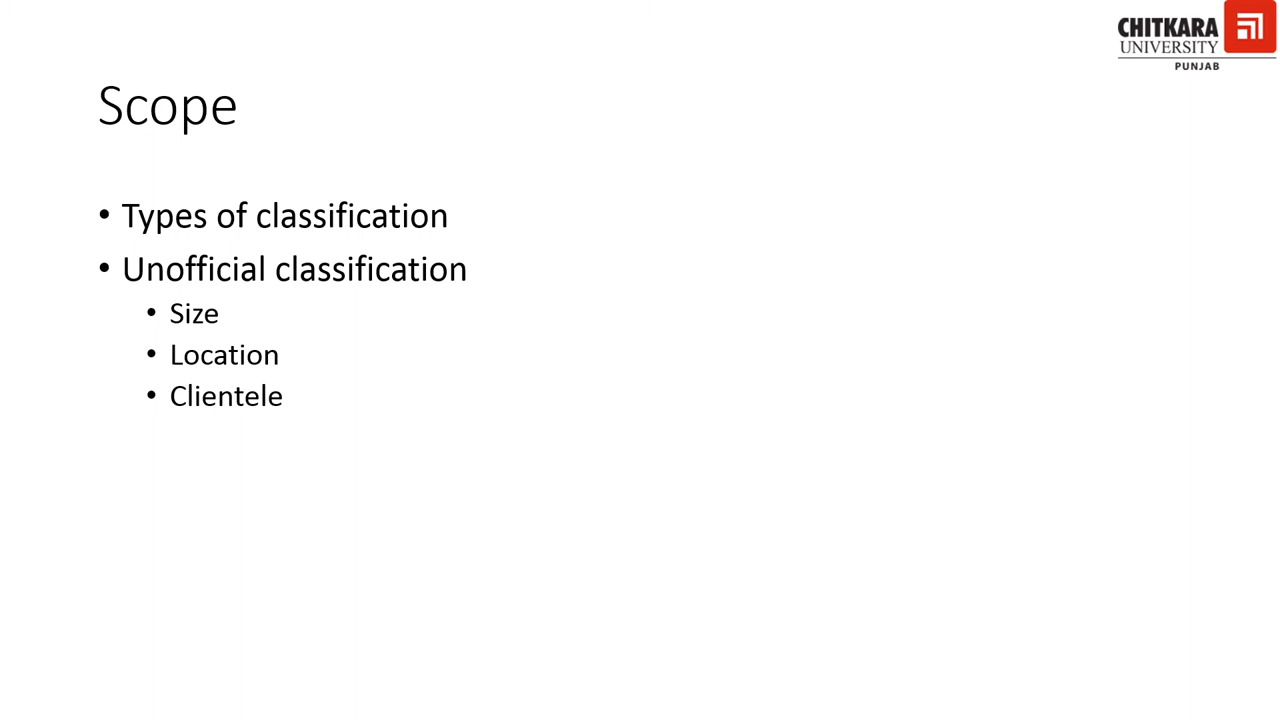 CHITKARA
UNIVERSITY
PUNJAB
Scope
• Types of classification
• Unofficial classification
• Size
• Location
• Clientele